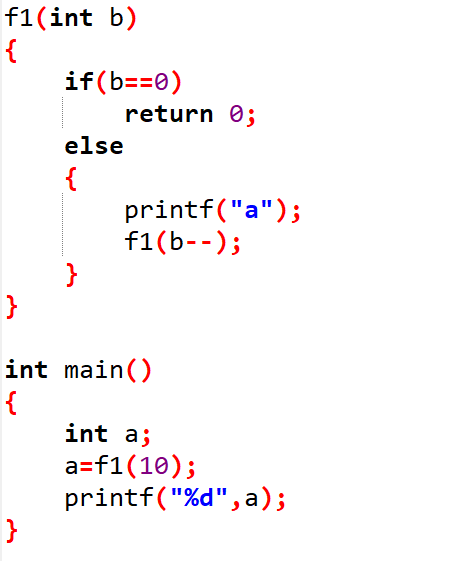 f1(int b)
{
    if(b==0)
        return 0;
    else
    {
        printf("a");
        f1(b--);
    }
}

int main()
{
    int a;
    a=f1(10);
    printf("%d",a);
}